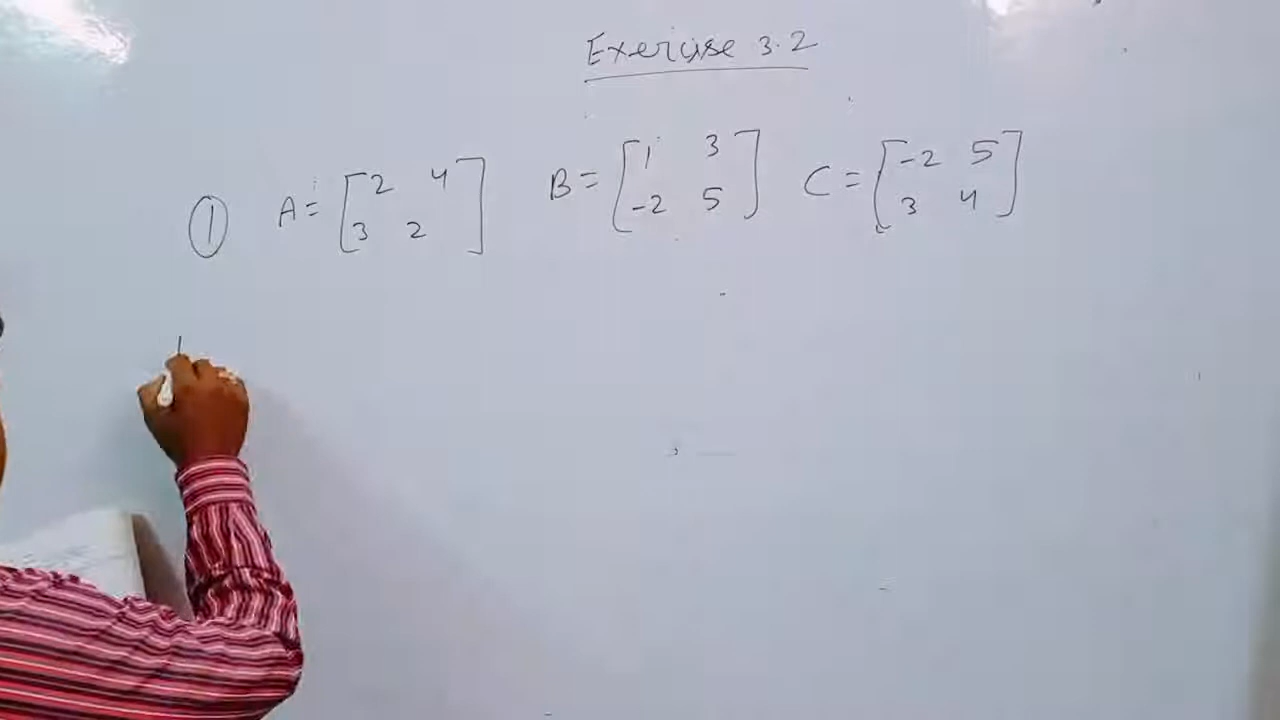 Exercise 3.2
① A = [2 4 B = [1 3 C = [-2 5
3 2] -2 5] 3 4]